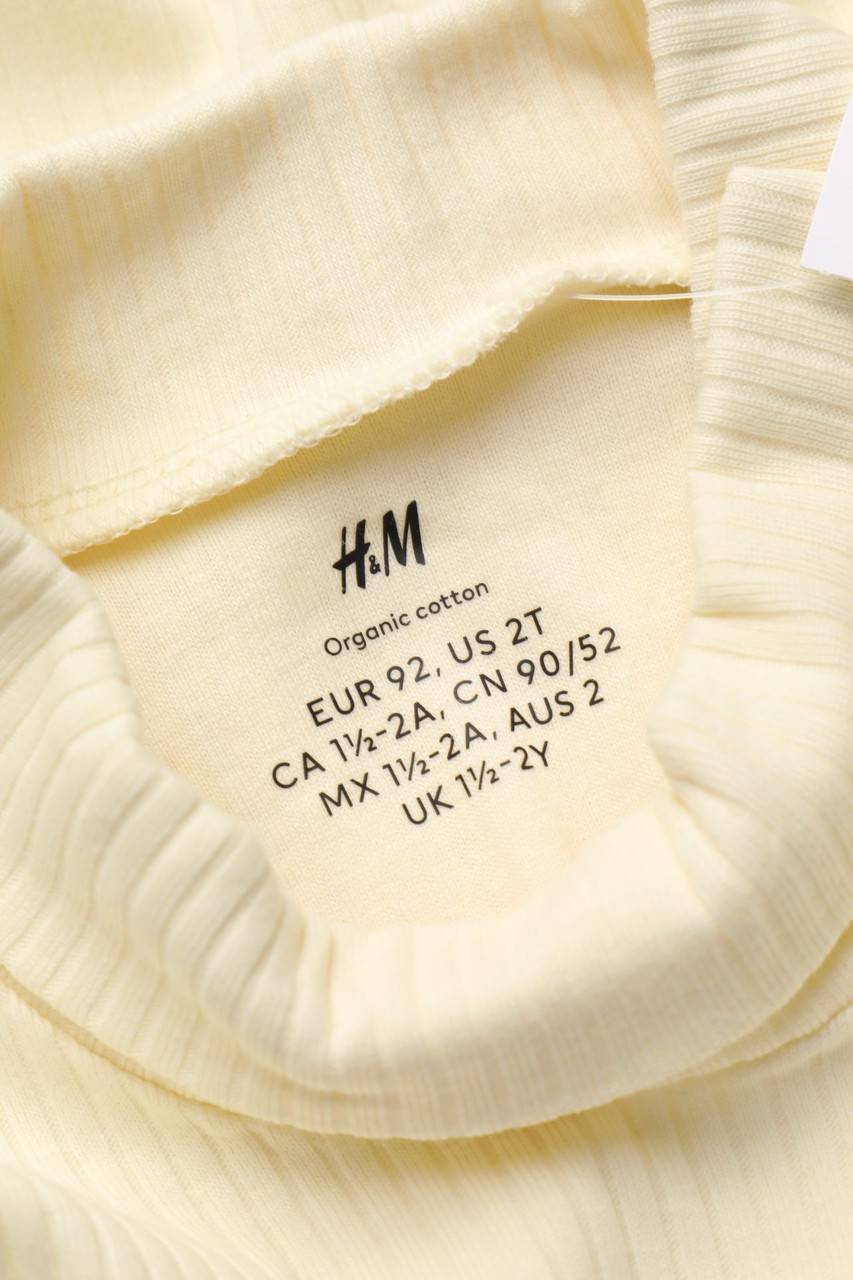 H&M
Organic cotton
EUR 92, US 2T
CA 1½-2A, CN 90/52
MX 1½-2A, AUS 2
UK 1½-2Y